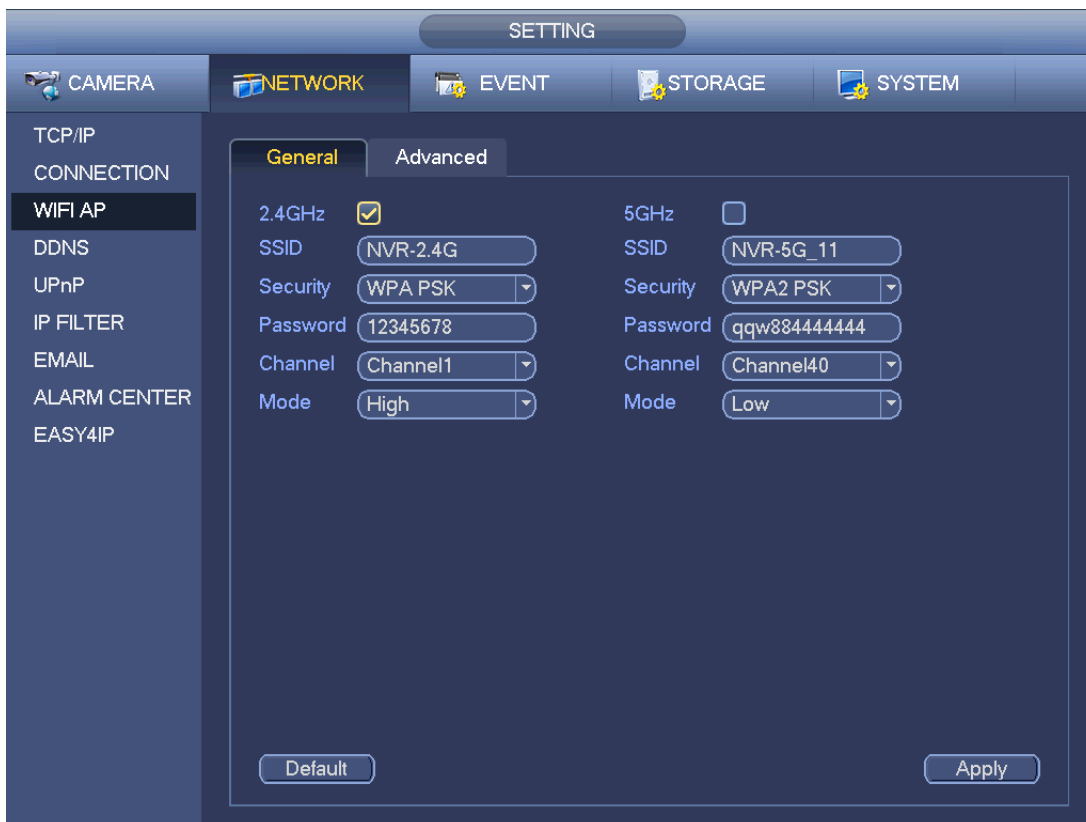 SETTING
CAMERA NETWORK EVENT STORAGE SYSTEM
TCP/IP
CONNECTION
WIFI AP
DDNS
UPnP
IP FILTER
EMAIL
ALARM CENTER
EASY4IP
General Advanced
2.4GHz 5GHz
SSID NVR-2.4G SSID NVR-5G_11
Security WPA PSK Security WPA2 PSK
Password 12345678 Password qqw884444444
Channel Channel1 Channel Channel40
Mode High Mode Low
Default Apply